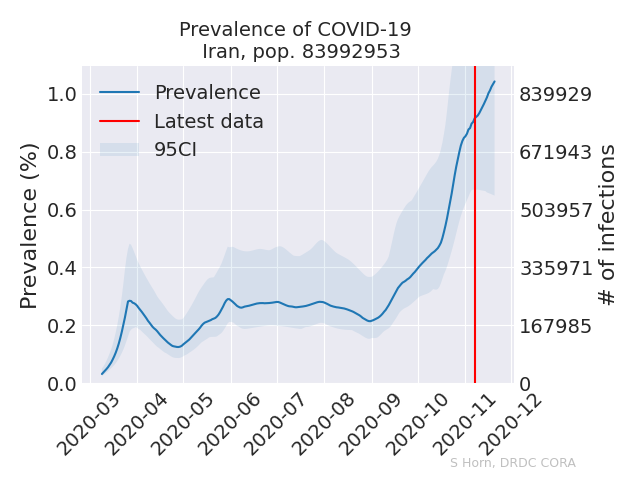 Prevalence of COVID-19
Iran, pop. 83992953
Prevalence
Latest data
95CI
Prevalence (%)
1.0
0.8
0.6
0.4
0.2
0.0
839929
671943
503957
335971
167985
0
# of infections
2020-03
2020-04
2020-05
2020-06
2020-07
2020-08
2020-09
2020-10
2020-11
2020-12
S Horn, DRDC CORA